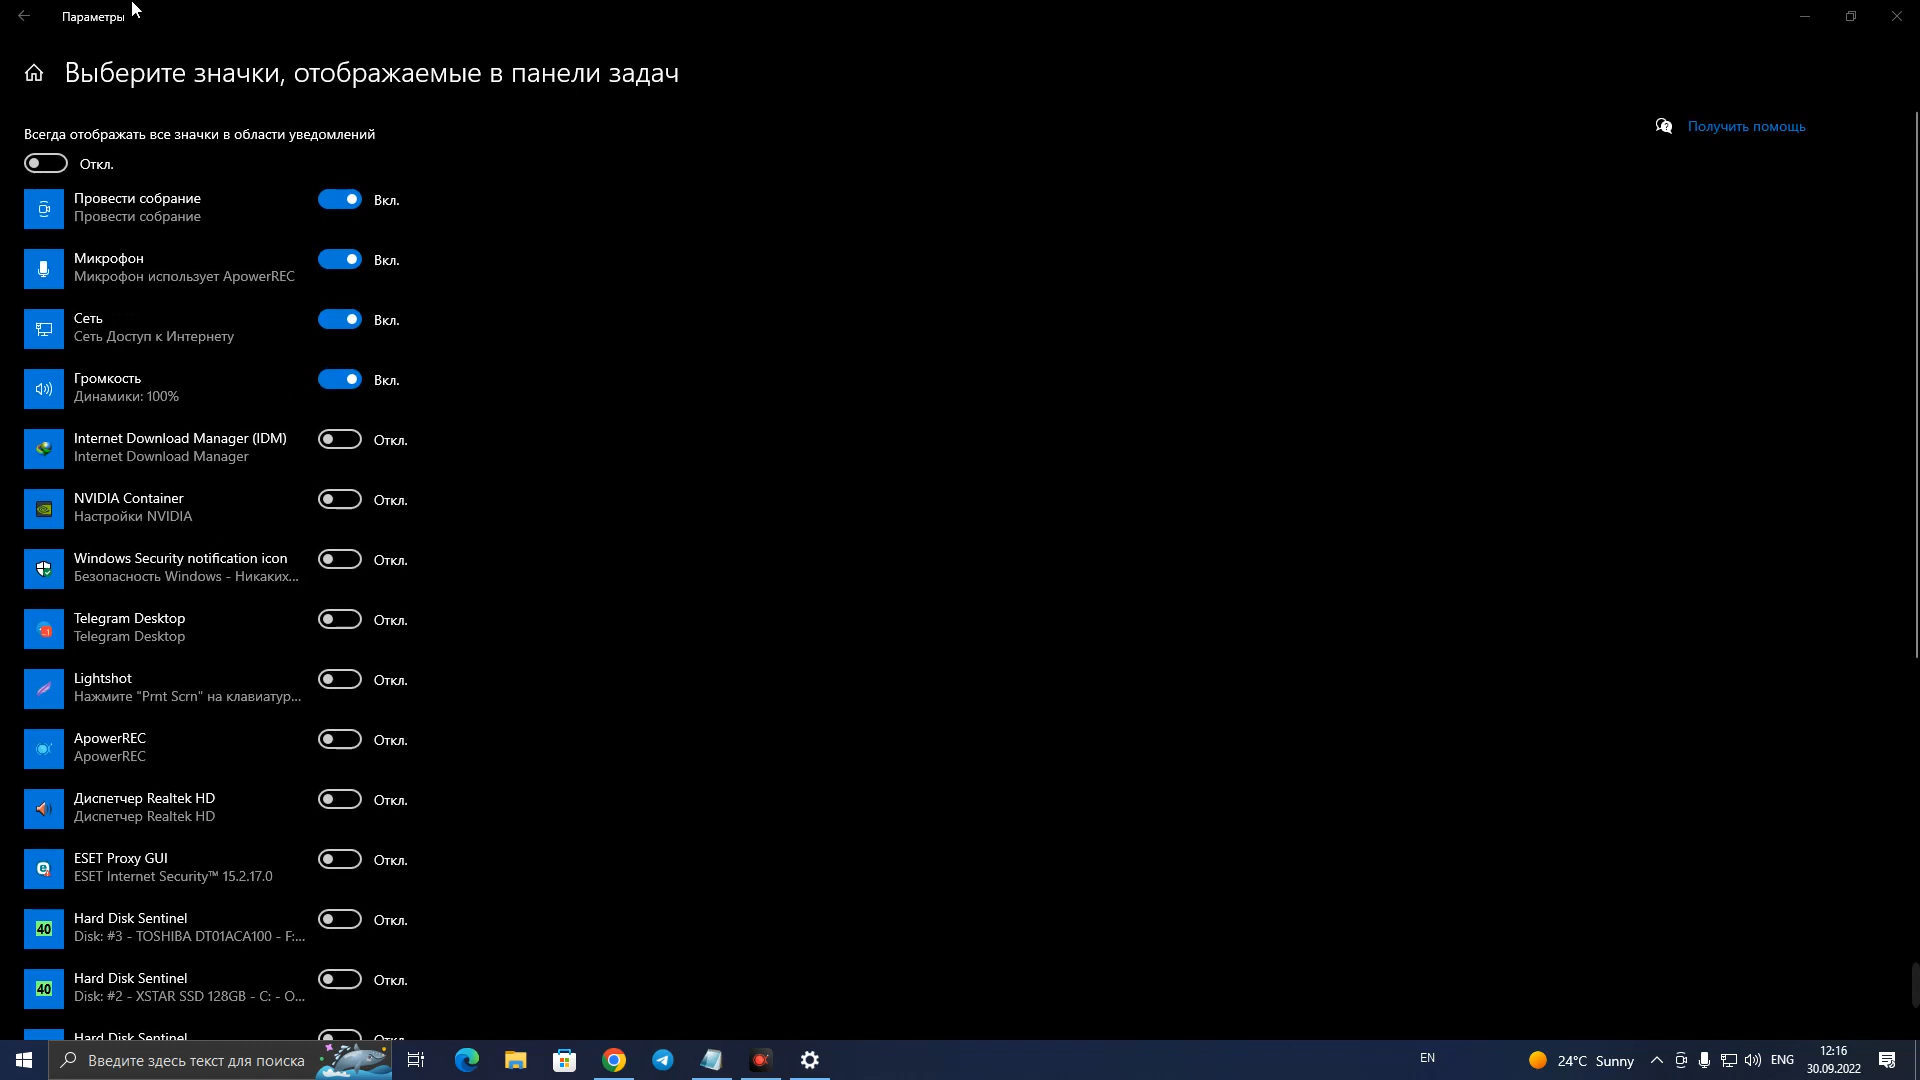 Параметры
Выберите значки, отображаемые в панели задач
Всегда отображать все значки в области уведомлений
Получить помощь
Откл.
Провести собрание
Провести собрание
Вкл.
Микрофон
Микрофон использует ApowerREC
Вкл.
Сеть
Сеть Доступ к Интернету
Вкл.
Громкость
Динамики: 100%
Вкл.
Internet Download Manager (IDM)
Internet Download Manager
Откл.
NVIDIA Container
Настройки NVIDIA
Откл.
Windows Security notification icon
Безопасность Windows - Никаких...
Откл.
Telegram Desktop
Telegram Desktop
Откл.
Lightshot
Нажмите "Prnt Scrn" на клавиатур...
Откл.
ApowerREC
ApowerREC
Откл.
Диспетчер Realtek HD
Диспетчер Realtek HD
Откл.
ESET Proxy GUI
ESET Internet Security™ 15.2.17.0
Откл.
40
Hard Disk Sentinel
Disk: #3 - TOSHIBA DT01ACA100 - F:...
Откл.
40
Hard Disk Sentinel
Disk: #2 - XSTAR SSD 128GB - C: - O...
Откл.
Hard Disk Sentinel
Откл.
Введите здесь текст для поиска
EN
24°C Sunny
ENG
12:16
30.09.2022